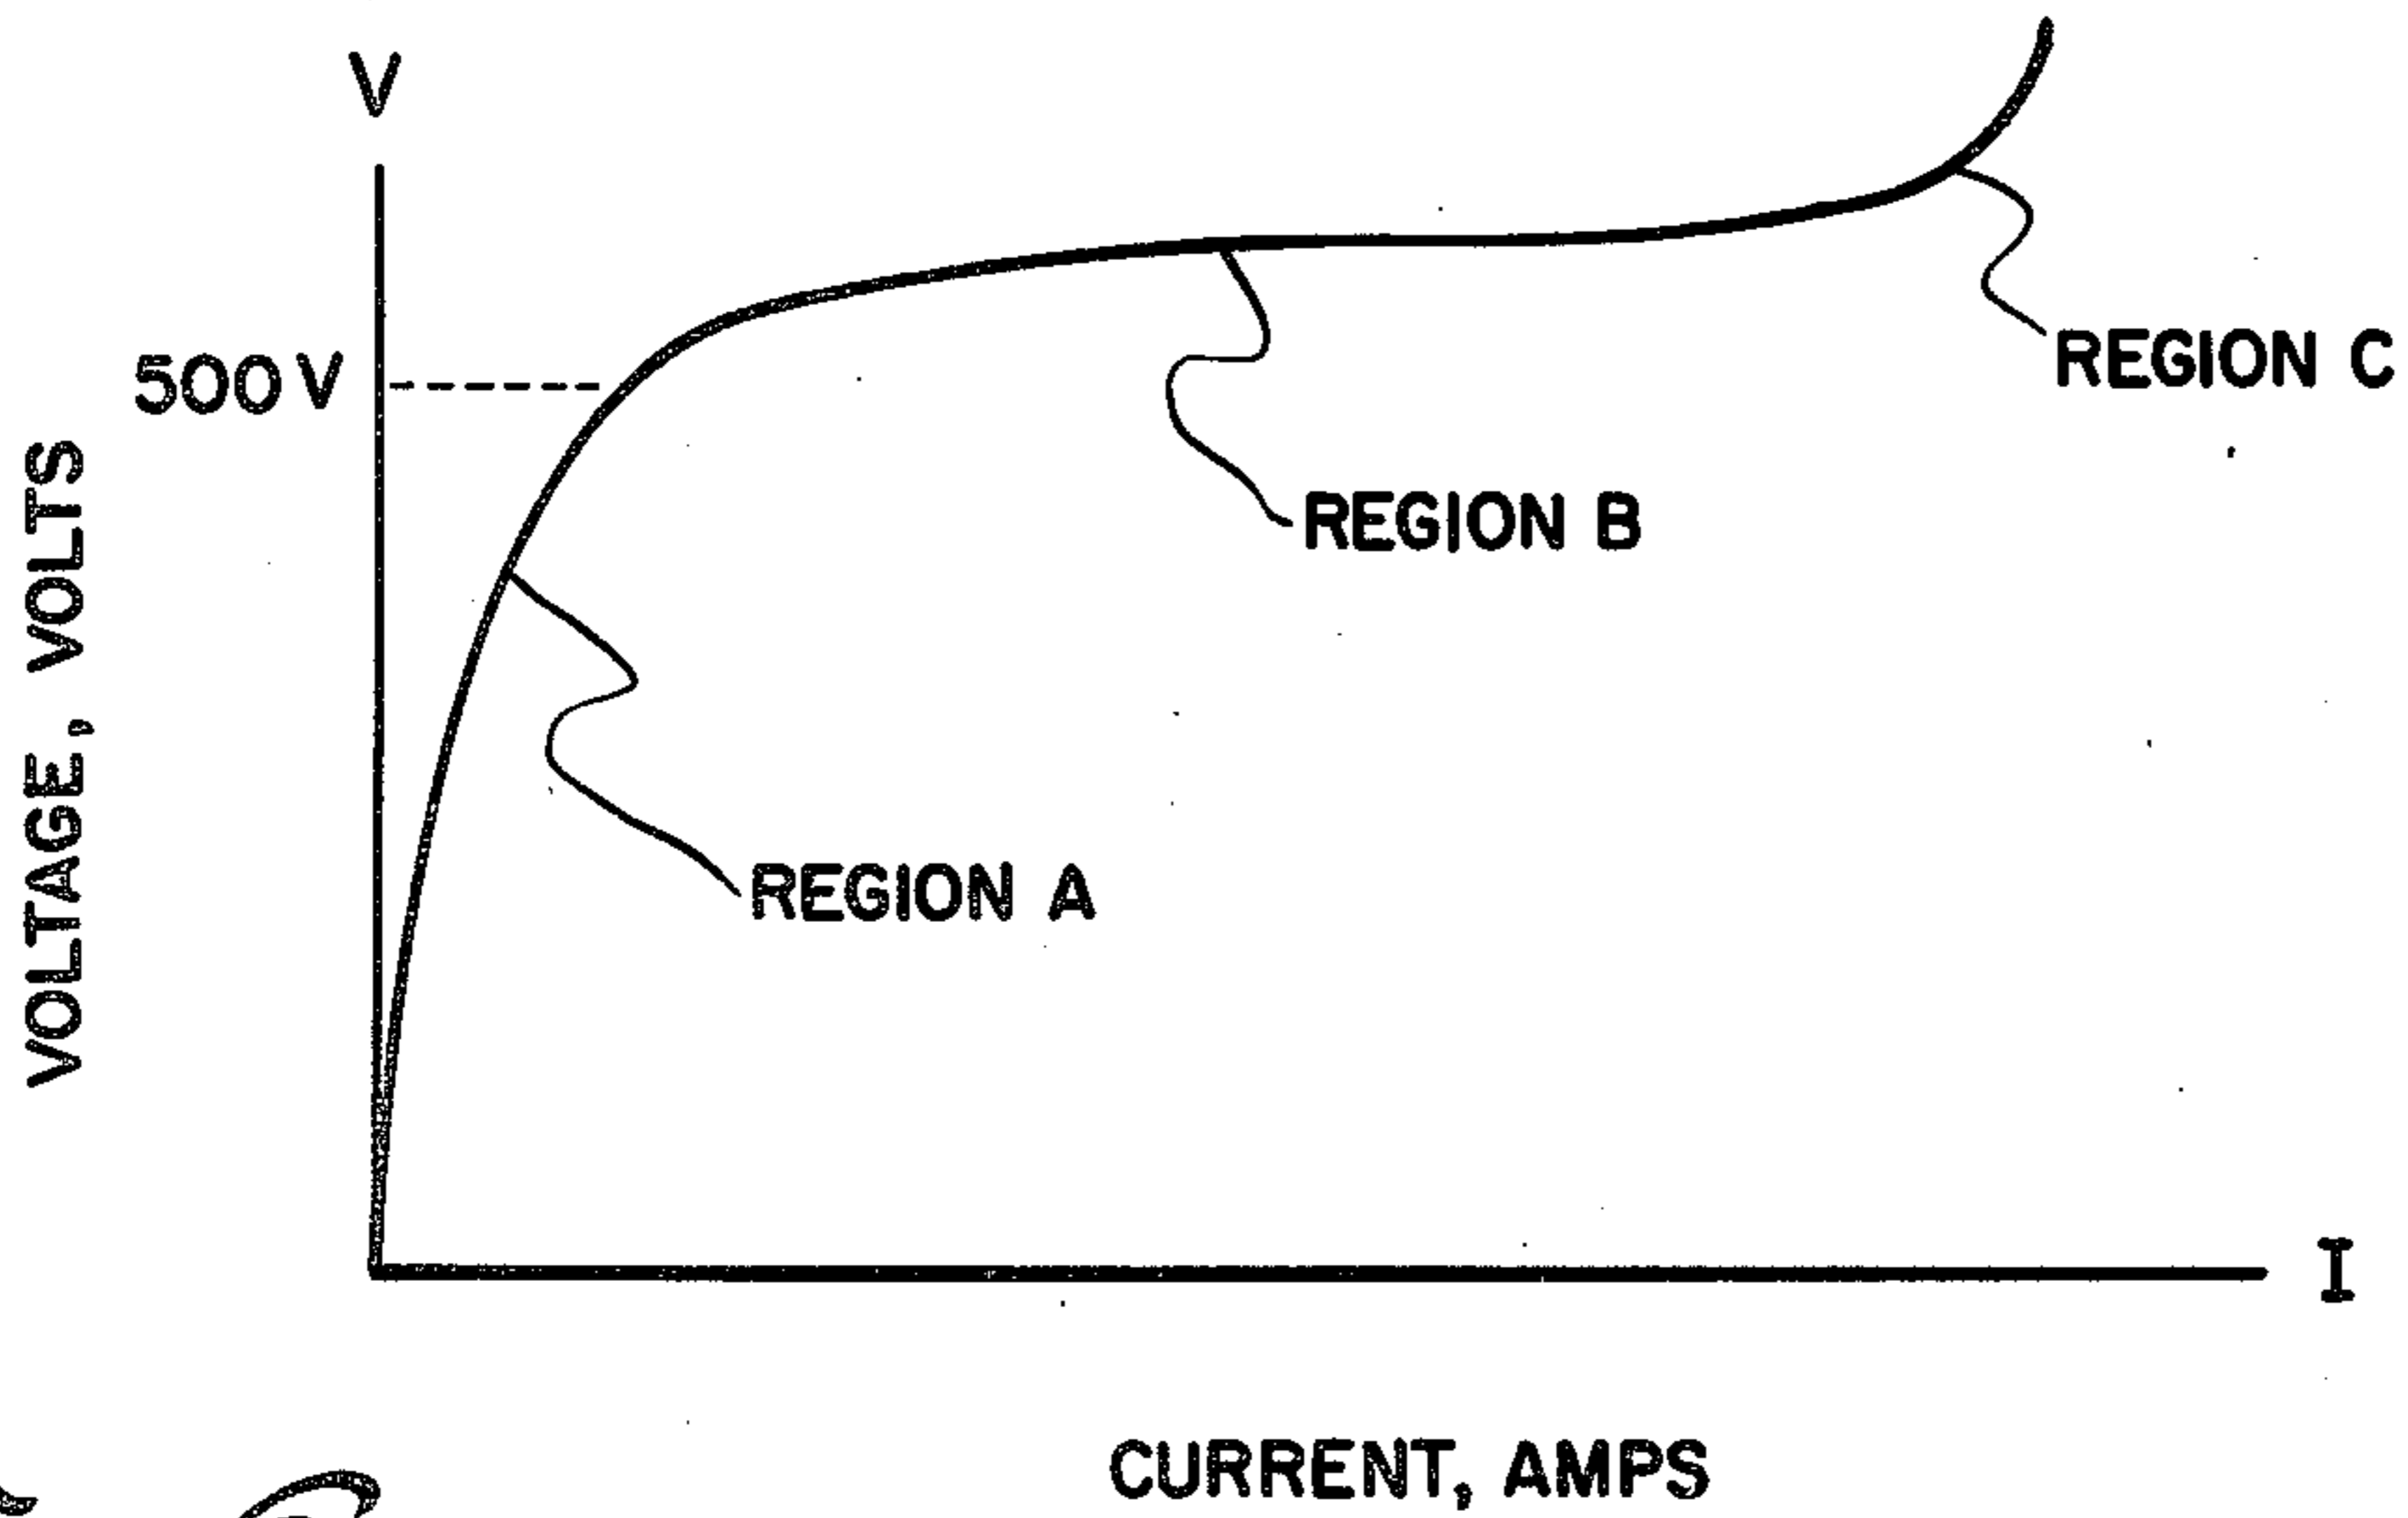 V
500 V
VOLTAGE, VOLTS
REGION C
REGION B
REGION A
I
CURRENT, AMPS